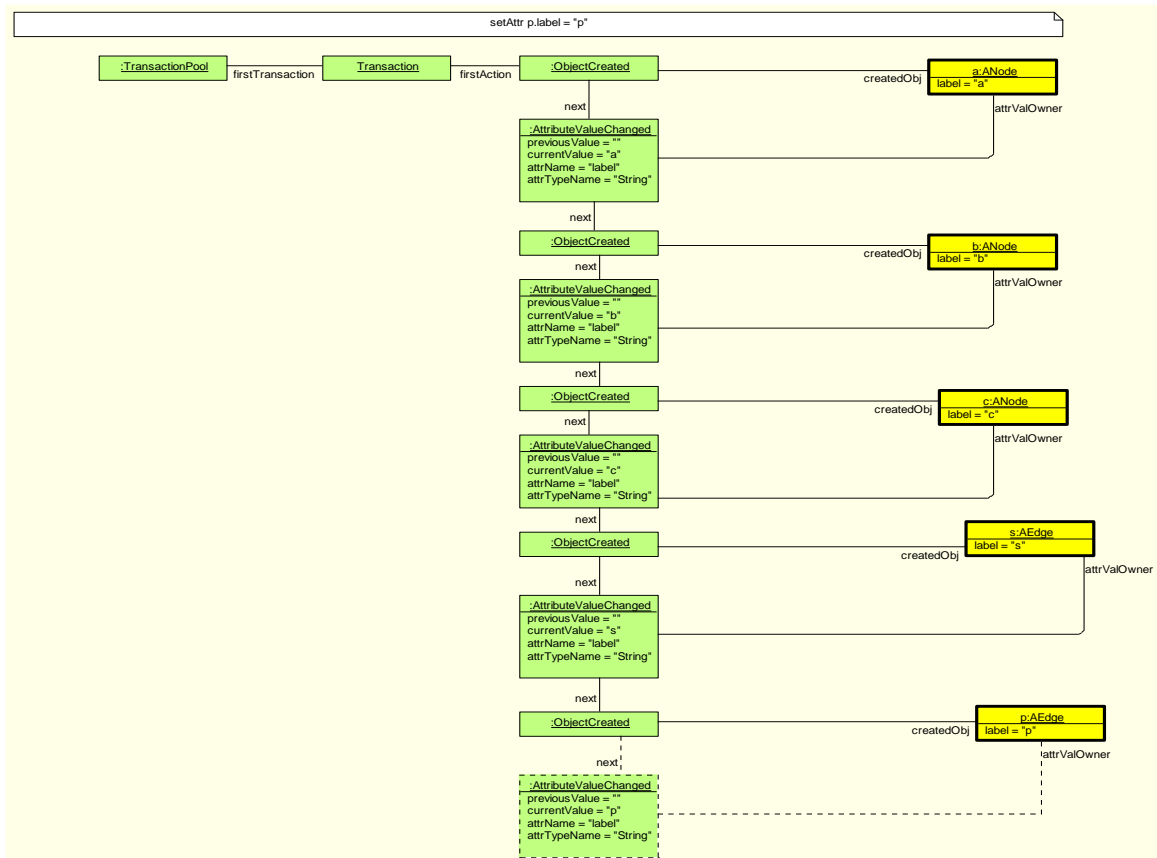 setAttr p.label = "p"
:TransactionPool
firstTransaction
Transaction
firstAction
:ObjectCreated
createdObj
a:ANode
label = "a"
attrValOwner
next
:AttributeValueChanged
previousValue = ""
currentValue = "a"
attrName = "label"
attrTypeName = "String"
next
:ObjectCreated
createdObj
b:ANode
label = "b"
attrValOwner
next
:AttributeValueChanged
previousValue = ""
currentValue = "b"
attrName = "label"
attrTypeName = "String"
next
:ObjectCreated
createdObj
c:ANode
label = "c"
attrValOwner
next
:AttributeValueChanged
previousValue = ""
currentValue = "c"
attrName = "label"
attrTypeName = "String"
next
:ObjectCreated
createdObj
s:AEdge
label = "s"
attrValOwner
next
:AttributeValueChanged
previousValue = ""
currentValue = "s"
attrName = "label"
attrTypeName = "String"
next
:ObjectCreated
createdObj
p:AEdge
label = "p"
attrValOwner
next
:AttributeValueChanged
previousValue = ""
currentValue = "p"
attrName = "label"
attrTypeName = "String"